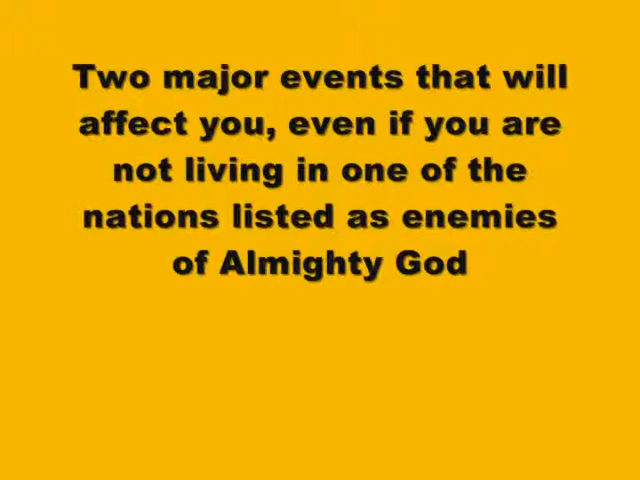 Two major events that will
affect you, even if you are
not living in one of the
nations listed as enemies
of Almighty God